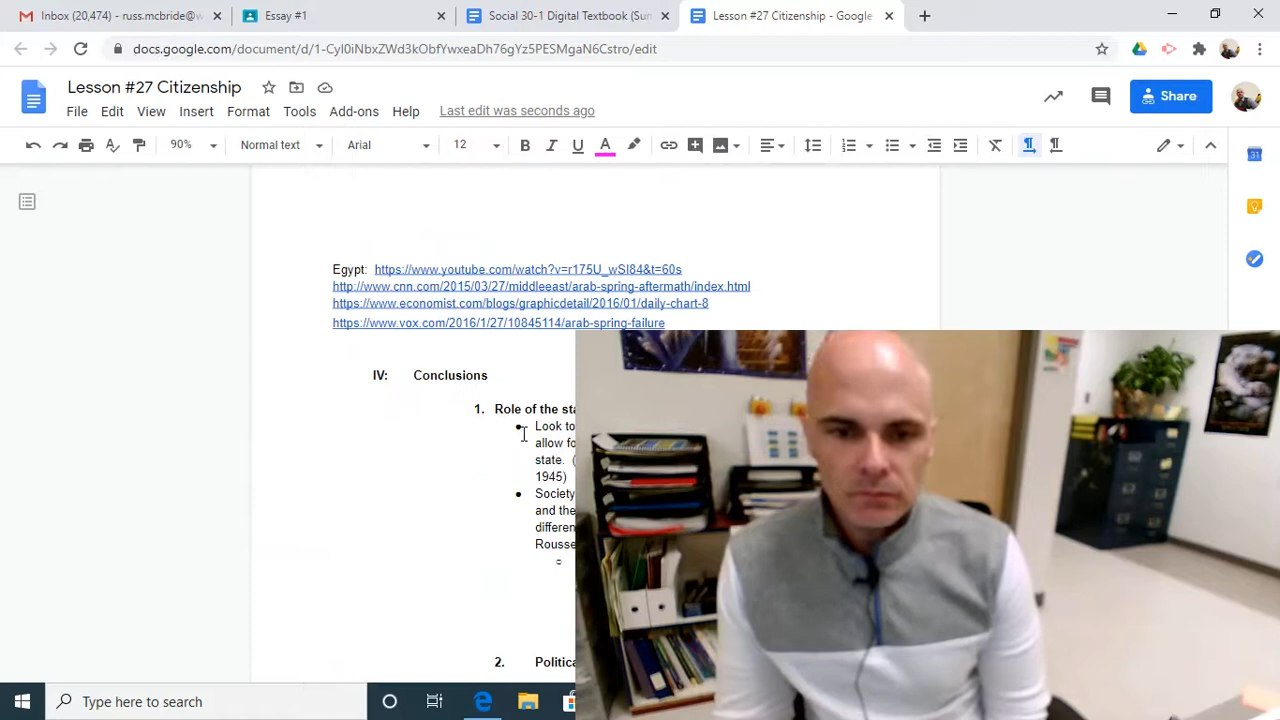 Inbox (20,474) - russ.mcbride@w
Essay #1
Social 30-1 Digital Textbook (Sum
Lesson #27 Citizenship - Google
docs.google.com/document/d/1-CyI0iNbxZWd3kObfYwxeaDh76gYz5PESMgaN6Cstro/edit
Lesson #27 Citizenship
File Edit View Insert Format Tools Add-ons Help Last edit was seconds ago
Share
90% Normal text Arial 12
31
Egypt: https://www.youtube.com/watch?v=r175U_wSI84&t=60s
http://www.cnn.com/2015/03/27/middleeast/arab-spring-aftermath/index.html
https://www.economist.com/blogs/graphicdetail/2016/01/daily-chart-8
https://www.vox.com/2016/1/27/10845114/arab-spring-failure
IV: Conclusions
1. Role of the sta
Look to
allow fo
state. (
1945)
Society
and the
differen
Rousse
2. Politica
Type here to search